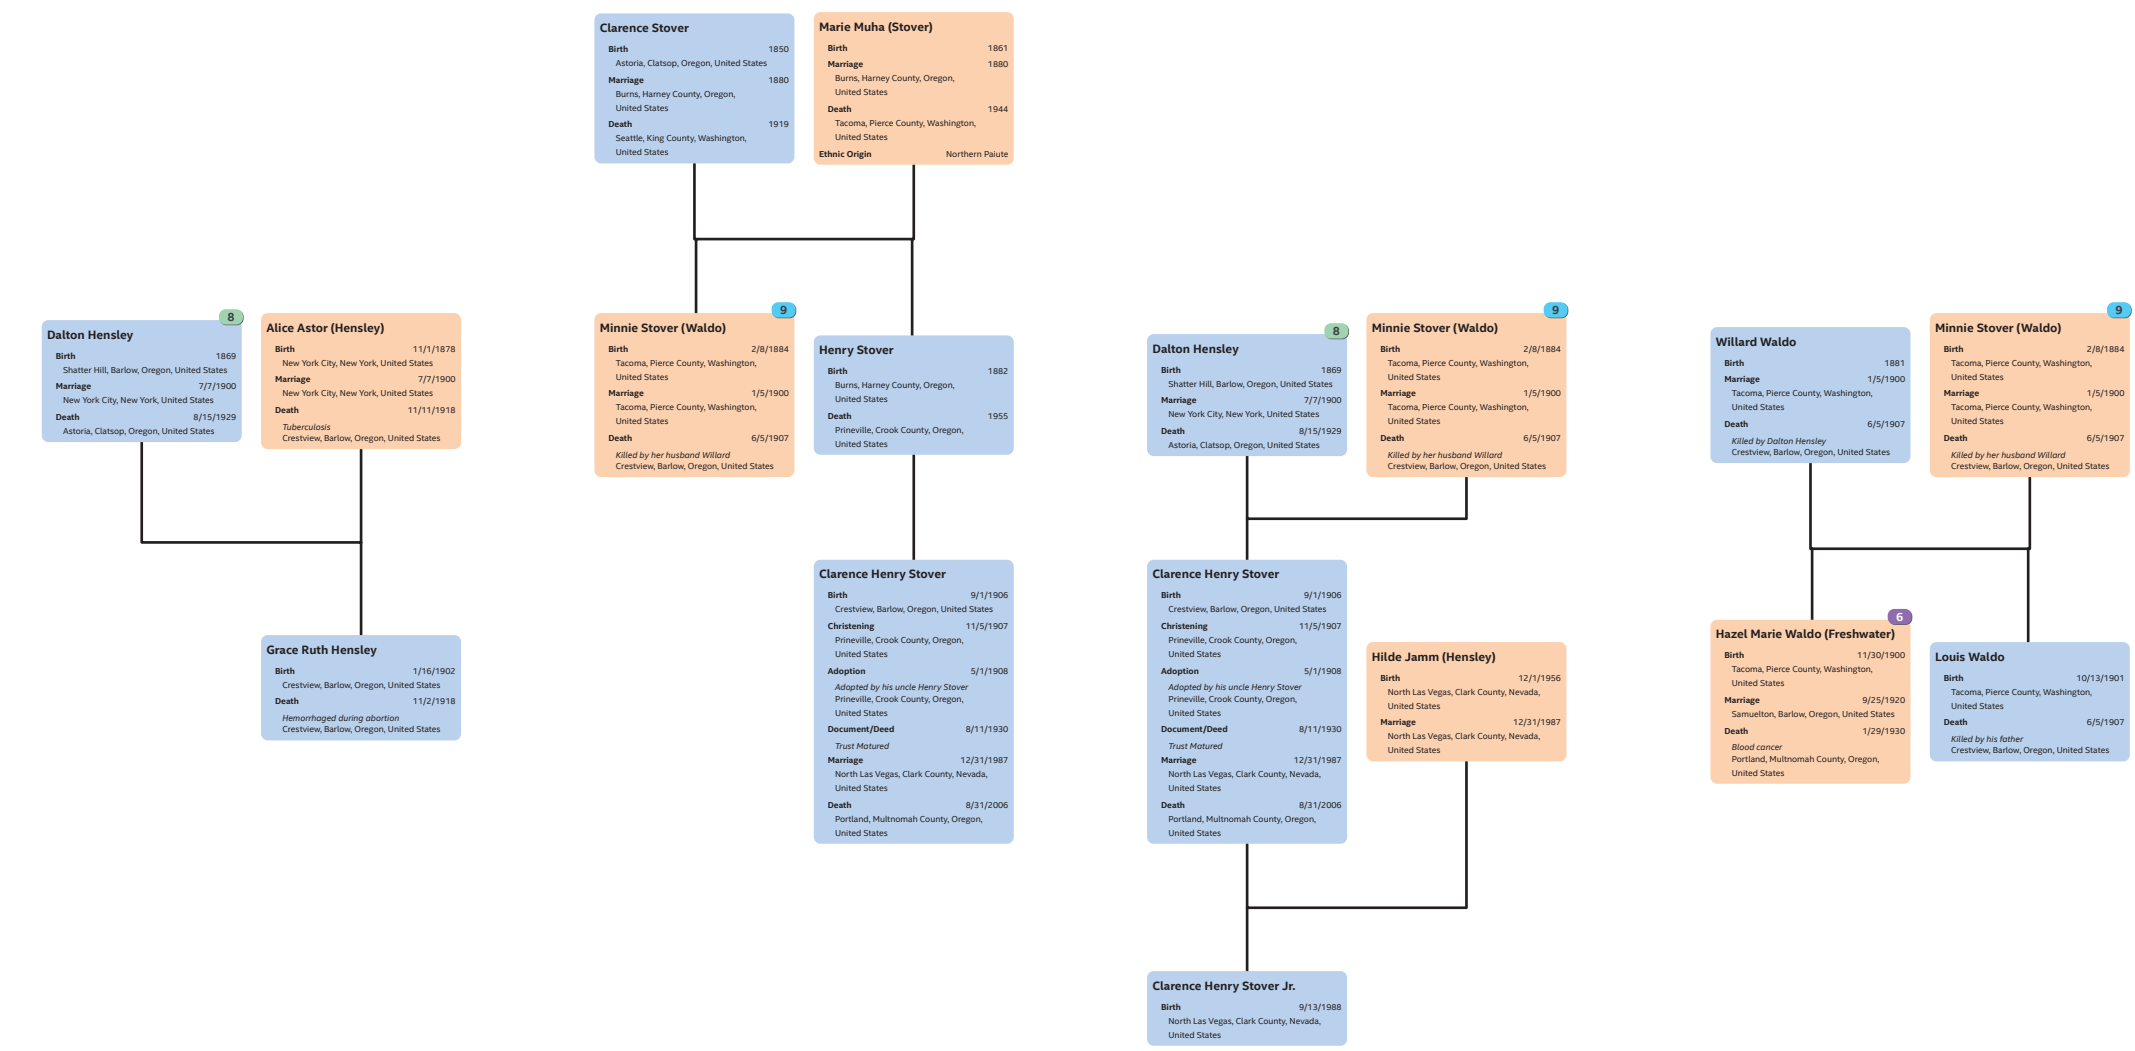 Clarence Stover
Birth 1850
Astoria, Clatsop, Oregon, United States
Marriage 1880
Burns, Harney County, Oregon,
United States
Death 1919
Seattle, King County, Washington,
United States
Marie Muha (Stover)
Birth 1861
Marriage 1880
Burns, Harney County, Oregon,
United States
Death 1944
Tacoma, Pierce County, Washington,
United States
Ethnic Origin Northern Paiute
8
Dalton Hensley
Birth 1869
Shatter Hill, Barlow, Oregon, United States
Marriage 7/7/1900
New York City, New York, United States
Death 8/15/1929
Astoria, Clatsop, Oregon, United States
Alice Astor (Hensley)
Birth 11/1/1878
New York City, New York, United States
Marriage 7/7/1900
New York City, New York, United States
Death 11/11/1918
Tuberculosis
Crestview, Barlow, Oregon, United States
9
Minnie Stover (Waldo)
Birth 2/8/1884
Tacoma, Pierce County, Washington,
United States
Marriage 1/5/1900
Tacoma, Pierce County, Washington,
United States
Death 6/5/1907
Killed by her husband Willard
Crestview, Barlow, Oregon, United States
Henry Stover
Birth 1882
Burns, Harney County, Oregon,
United States
Death 1955
Prineville, Crook County, Oregon,
United States
8
Dalton Hensley
Birth 1869
Shatter Hill, Barlow, Oregon, United States
Marriage 7/7/1900
New York City, New York, United States
Death 8/15/1929
Astoria, Clatsop, Oregon, United States
9
Minnie Stover (Waldo)
Birth 2/8/1884
Tacoma, Pierce County, Washington,
United States
Marriage 1/5/1900
Tacoma, Pierce County, Washington,
United States
Death 6/5/1907
Killed by her husband Willard
Crestview, Barlow, Oregon, United States
Willard Waldo
Birth 1881
Marriage 1/5/1900
Tacoma, Pierce County, Washington,
United States
Death 6/5/1907
Killed by Dalton Hensley
Crestview, Barlow, Oregon, United States
9
Minnie Stover (Waldo)
Birth 2/8/1884
Tacoma, Pierce County, Washington,
United States
Marriage 1/5/1900
Tacoma, Pierce County, Washington,
United States
Death 6/5/1907
Killed by her husband Willard
Crestview, Barlow, Oregon, United States
Grace Ruth Hensley
Birth 1/16/1902
Crestview, Barlow, Oregon, United States
Death 11/2/1918
Hemorrhaged during abortion
Crestview, Barlow, Oregon, United States
Clarence Henry Stover
Birth 9/1/1906
Crestview, Barlow, Oregon, United States
Christening 11/5/1907
Prineville, Crook County, Oregon,
United States
Adoption 5/1/1908
Adopted by his uncle Henry Stover
Prineville, Crook County, Oregon,
United States
Document/Deed 8/11/1930
Trust Matured
Marriage 12/31/1987
North Las Vegas, Clark County, Nevada,
United States
Death 8/31/2006
Portland, Multnomah County, Oregon,
United States
Clarence Henry Stover
Birth 9/1/1906
Crestview, Barlow, Oregon, United States
Christening 11/5/1907
Prineville, Crook County, Oregon,
United States
Adoption 5/1/1908
Adopted by his uncle Henry Stover
Prineville, Crook County, Oregon,
United States
Document/Deed 8/11/1930
Trust Matured
Marriage 12/31/1987
North Las Vegas, Clark County, Nevada,
United States
Death 8/31/2006
Portland, Multnomah County, Oregon,
United States
Hilde Jamm (Hensley)
Birth 12/1/1956
North Las Vegas, Clark County, Nevada,
United States
Marriage 12/31/1987
North Las Vegas, Clark County, Nevada,
United States
6
Hazel Marie Waldo (Freshwater)
Birth 11/30/1900
Tacoma, Pierce County, Washington,
United States
Marriage 9/25/1920
Samuelton, Barlow, Oregon, United States
Death 1/29/1930
Blood cancer
Portland, Multnomah County, Oregon,
United States
Louis Waldo
Birth 10/13/1901
Tacoma, Pierce County, Washington,
United States
Death 6/5/1907
Killed by his father
Crestview, Barlow, Oregon, United States
Clarence Henry Stover Jr.
Birth 9/13/1988
North Las Vegas, Clark County, Nevada,
United States